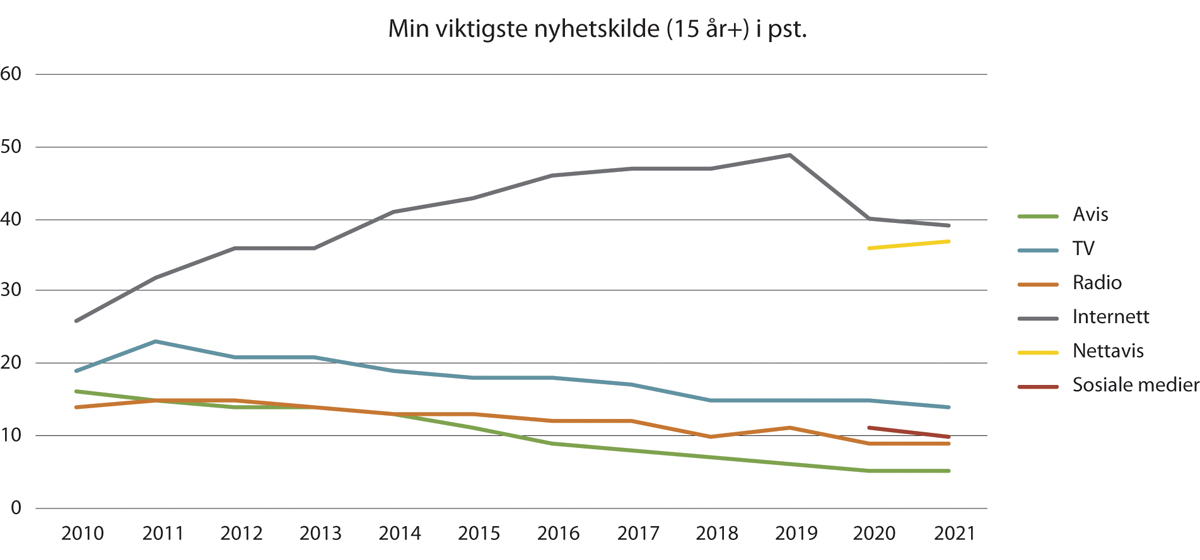 Min viktigste nyhetskilde (15 år+) i pst.
60
50
40
30
20
10
0
2010 2011 2012 2013 2014 2015 2016 2017 2018 2019 2020 2021
Avis
TV
Radio
Internett
Nettavis
Sosiale medier